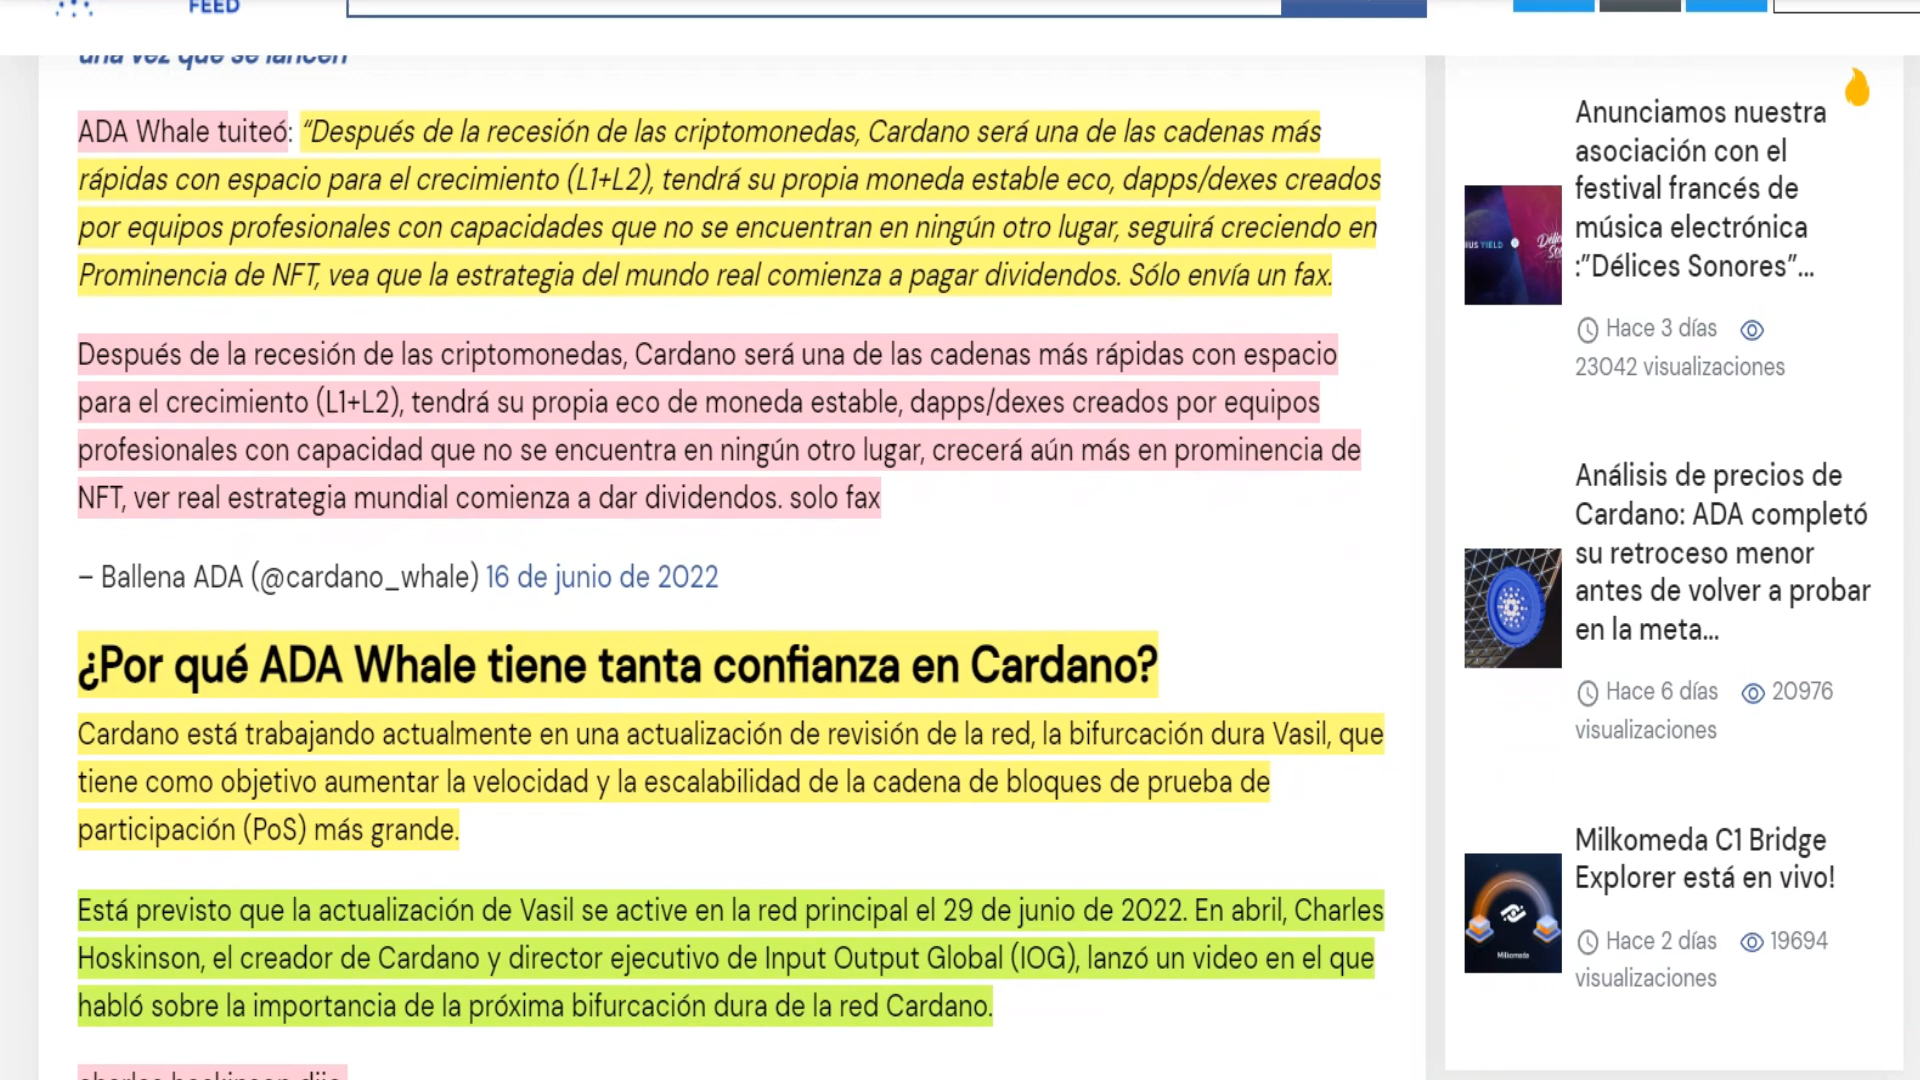 FEED
una vez que se lancen
ADA Whale tuiteó: “Después de la recesión de las criptomonedas, Cardano será una de las cadenas más
rápidas con espacio para el crecimiento (L1+L2), tendrá su propia moneda estable eco, dapps/dexes creados
por equipos profesionales con capacidades que no se encuentran en ningún otro lugar, seguirá creciendo en
Prominencia de NFT, vea que la estrategia del mundo real comienza a pagar dividendos. Sólo envía un fax.
Después de la recesión de las criptomonedas, Cardano será una de las cadenas más rápidas con espacio
para el crecimiento (L1+L2), tendrá su propia eco de moneda estable, dapps/dexes creados por equipos
profesionales con capacidad que no se encuentra en ningún otro lugar, crecerá aún más en prominencia de
NFT, ver real estrategia mundial comienza a dar dividendos. solo fax
– Ballena ADA (@cardano_whale) 16 de junio de 2022
¿Por qué ADA Whale tiene tanta confianza en Cardano?
Cardano está trabajando actualmente en una actualización de revisión de la red, la bifurcación dura Vasil, que
tiene como objetivo aumentar la velocidad y la escalabilidad de la cadena de bloques de prueba de
participación (PoS) más grande.
Está previsto que la actualización de Vasil se active en la red principal el 29 de junio de 2022. En abril, Charles
Hoskinson, el creador de Cardano y director ejecutivo de Input Output Global (IOG), lanzó un video en el que
habló sobre la importancia de la próxima bifurcación dura de la red Cardano.
charles hoskinson dijo
Anunciamos nuestra
asociación con el
festival francés de
música electrónica
:”Délices Sonores”...
Hace 3 días
23042 visualizaciones
Análisis de precios de
Cardano: ADA completó
su retroceso menor
antes de volver a probar
en la meta...
Hace 6 días 20976
visualizaciones
Milkomeda C1 Bridge
Explorer está en vivo!
Milkomeda
Hace 2 días 19694
visualizaciones